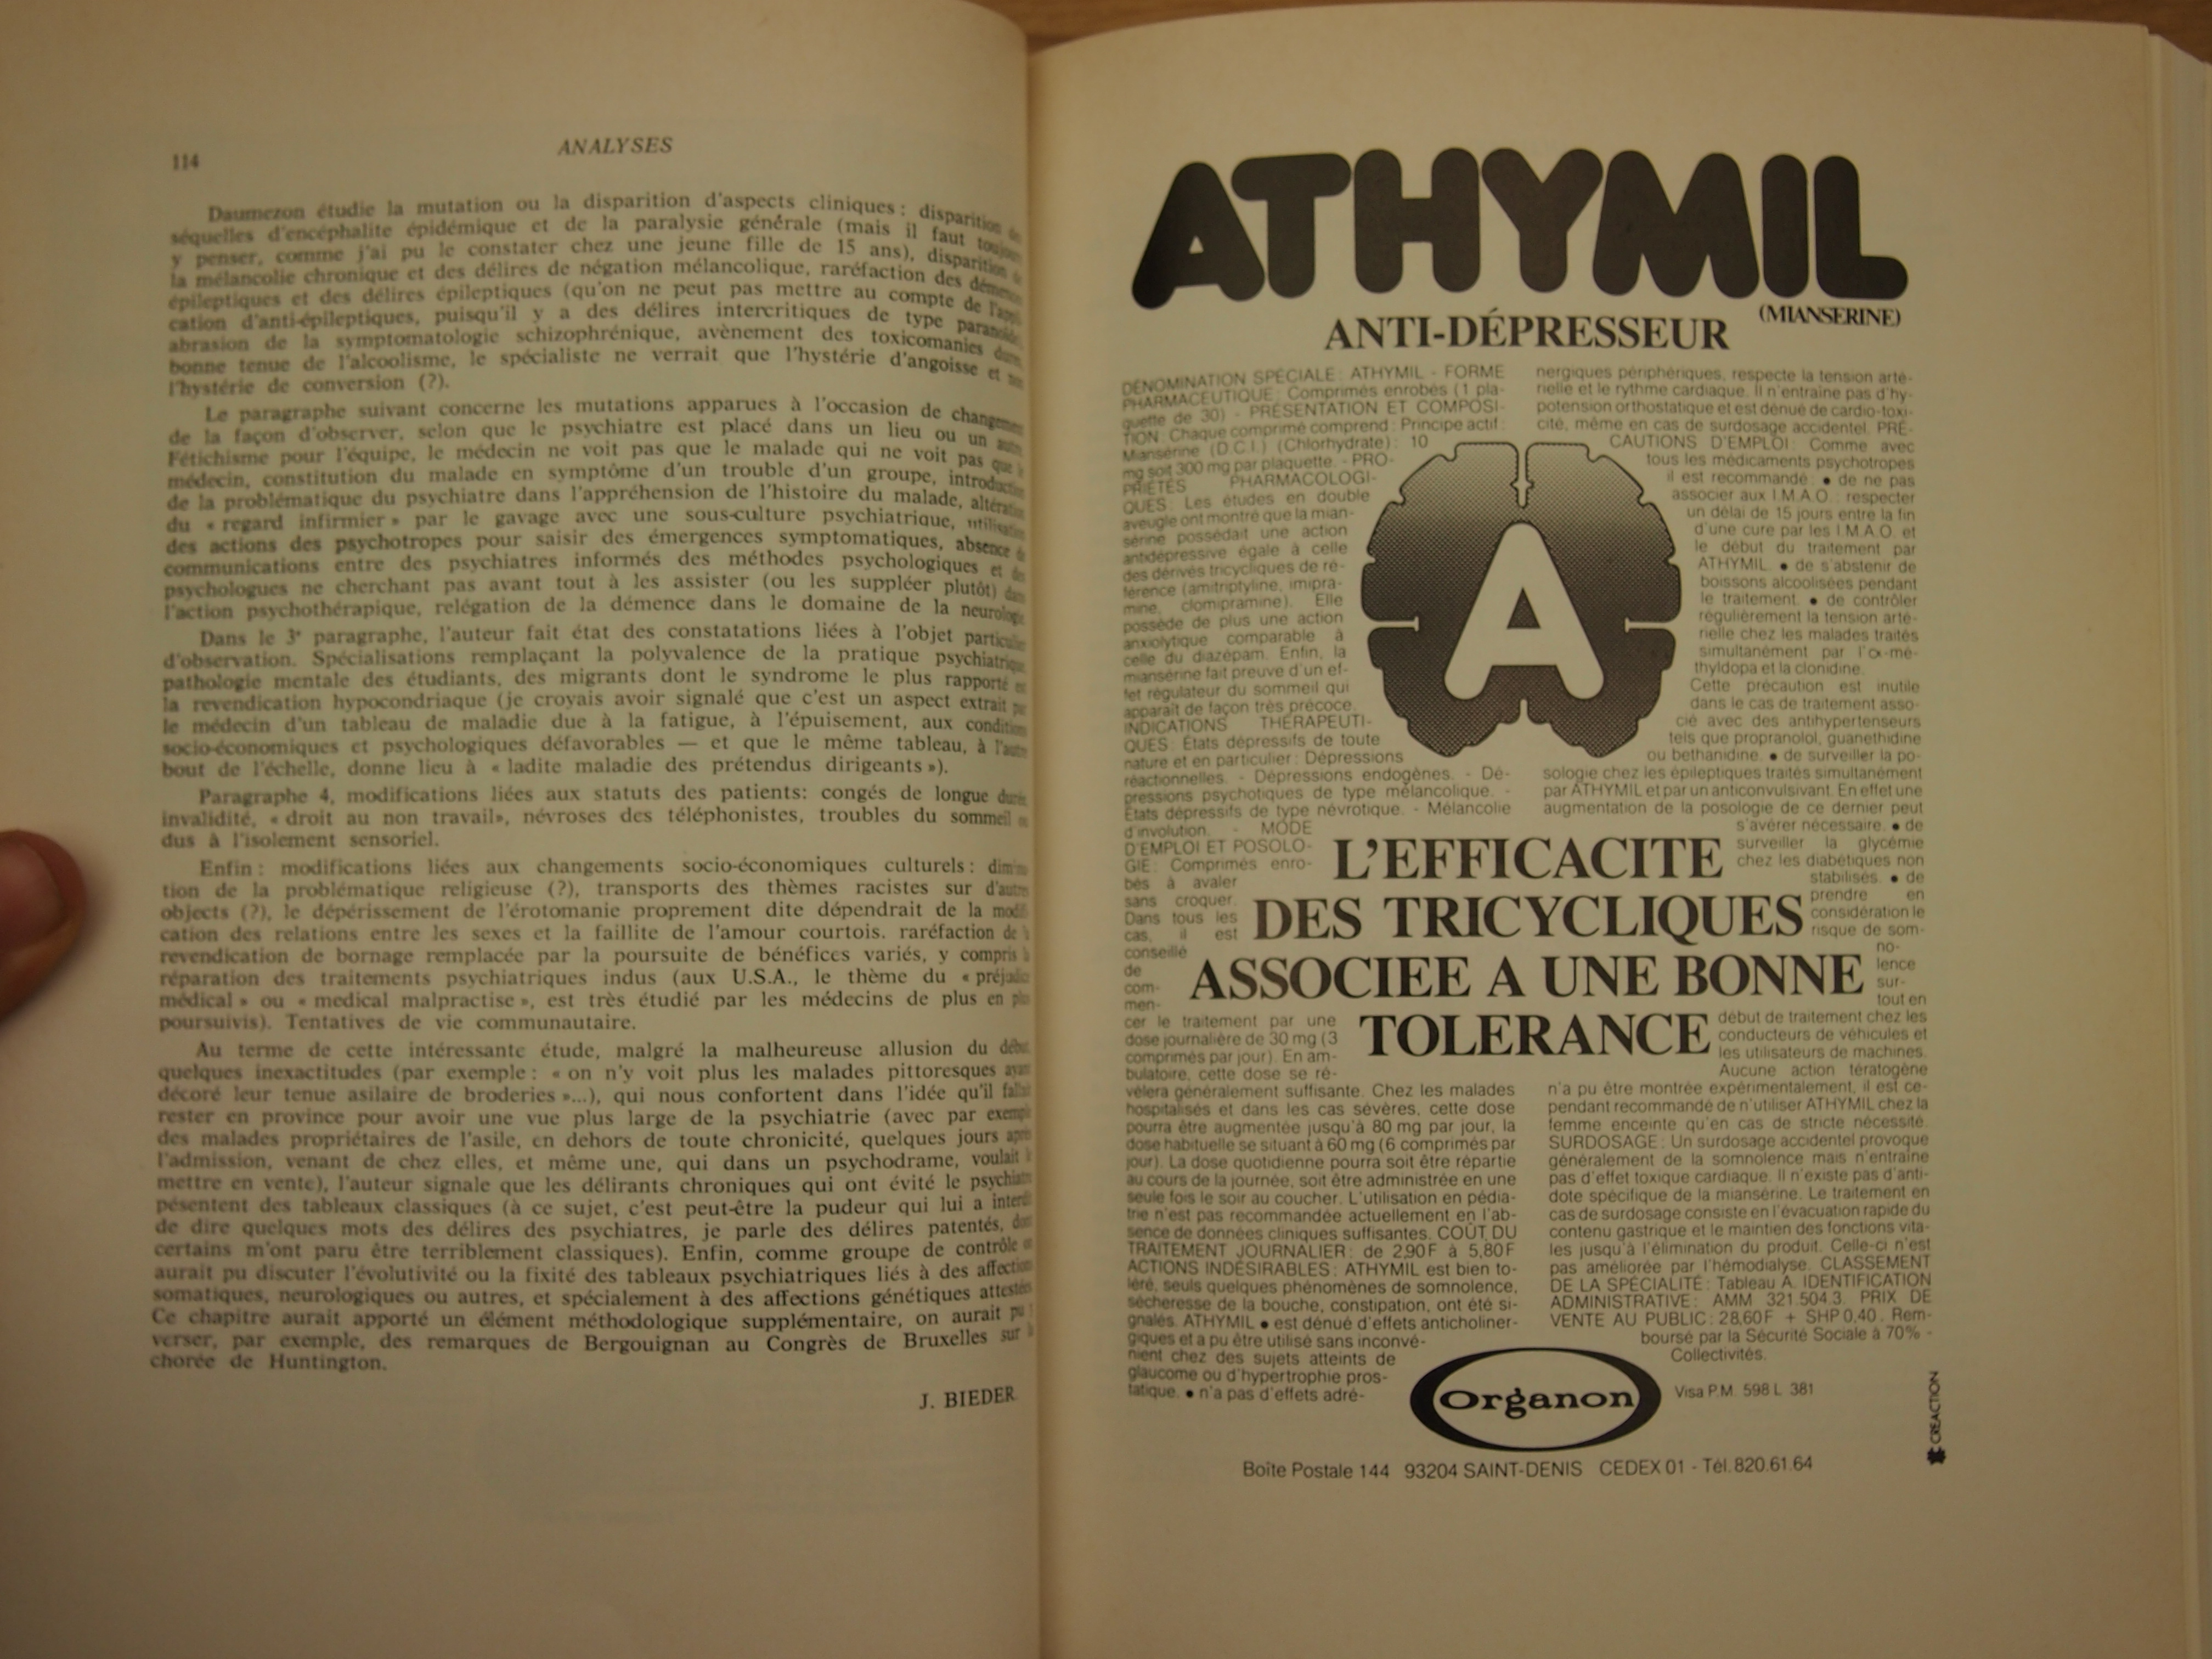 114
ANALYSES
Daumezon étudie la mutation ou la disparition d'aspects cliniques : disparition des
séquelles d'encéphalite épidémique et de la paralysie générale (mais il faut toujours
y penser, comme j'ai pu le constater chez une jeune fille de 15 ans), disparition de
la mélancolie chronique et des délires de négation mélancolique, raréfaction des démences
épileptiques et des délires épileptiques (qu'on ne peut pas mettre au compte de
cation d'anti-épileptiques, puisqu'il y a des délires intercritiques de type paranoïde),
abrasion de la symptomatologie schizophrénique, avènement des toxicomanies
bonne tenue de l'alcoolisme, le spécialiste ne verrait que l'hystérie d'angoisse et non
l'hystérie de conversion (?).
Le paragraphe suivant concerne les mutations apparues à l'occasion de changement
de la façon d'observer, selon que le psychiatre est placé dans un lieu ou un autre
Fétichisme pour l'équipe, le médecin ne voit pas que le malade qui ne voit pas que le
médecin, constitution du malade en symptôme d'un trouble d'un groupe, introduction
de la problématique du psychiatre dans l'appréhension de l'histoire du malade, altération
du « regard infirmier » par le gavage avec une sous-culture psychiatrique, utilisation
des actions des psychotropes pour saisir des émergences symptomatiques, absence de
communications entre des psychiatres informés des méthodes psychologiques et des
psychologues ne cherchant pas avant tout à les assister (ou les suppléer plutôt) dans
l'action psychothérapique, relégation de la démence dans le domaine de la neurologie.
Dans le 3e paragraphe, l'auteur fait état des constatations liées à l'objet particulier
d'observation. Spécialisations remplaçant la polyvalence de la pratique psychiatrique,
pathologie mentale des étudiants, des migrants dont le syndrome le plus rapporté est
la revendication hypocondriaque (je croyais avoir signalé que c'est un aspect extrait par
le médecin d'un tableau de maladie due à la fatigue, à l'épuisement, aux conditions
socio-économiques et psychologiques défavorables — et que le même tableau, à l'autre
bout de l'échelle, donne lieu à « ladite maladie des prétendus dirigeants »).
Paragraphe 4, modifications liées aux statuts des patients: congés de longue durée,
invalidité, « droit au non travail», névroses des téléphonistes, troubles du sommeil ou
dus à l'isolement sensoriel.
Enfin : modifications liées aux changements socio-économiques culturels : diminu
tion de la problématique religieuse (?), transports des thèmes racistes sur d'autres
objects (?), le dépérissement de l'érotomanie proprement dite dépendrait de la modifi-
cation des relations entre les sexes et la faillite de l'amour courtois. raréfaction de la
revendication de bornage remplacée par la poursuite de bénéfices variés, y compris la
réparation des traitements psychiatriques indus (aux U.S.A., le thème du « préjudice
médical » ou « medical malpractise », est très étudié par les médecins de plus en plus
poursuivis). Tentatives de vie communautaire.
Au terme de cette intéressante étude, malgré la malheureuse allusion du début,
quelques inexactitudes (par exemple : « on n'y voit plus les malades pittoresques ayant
décoré leur tenue asilaire de broderies »...), qui nous confortent dans l'idée qu'il fallait
rester en province pour avoir une vue plus large de la psychiatrie (avec par exemple
des malades propriétaires de l'asile, en dehors de toute chronicité, quelques jours après
l'admission, venant de chez elles, et même une, qui dans un psychodrame, voulait le
mettre en vente), l'auteur signale que les délirants chroniques qui ont évité le psychiatre
pésentent des tableaux classiques (à ce sujet, c'est peut-être la pudeur qui lui a interdit
de dire quelques mots des délires des psychiatres, je parle des délires patentés, dont
certains m'ont paru être terriblement classiques). Enfin, comme groupe de contrôle on
aurait pu discuter l'évolutivité ou la fixité des tableaux psychiatriques liés à des affections
somatiques, neurologiques ou autres, et spécialement à des affections génétiques attestées
Ce chapitre aurait apporté un élément méthodologique supplémentaire, on aurait pu
verser, par exemple, des remarques de Bergouignan au Congrès de Bruxelles sur la
chorée de Huntington.
J. BIEDER
ATHYMIL
(MIANSERINE)
ANTI-DÉPRESSEUR
DÉNOMINATION SPÉCIALE : ATHYMIL - FORME
PHARMACEUTIQUE : Comprimés enrobés (1 pla-
quette de 30) - PRÉSENTATION ET COMPOSI-
TION : Chaque comprimé comprend : Principe actif :
Miansérine (D.C.I.) (Chlorhydrate) : 10
mg soit 300 mg par plaquette. - PRO-
PRIÉTÉS PHARMACOLOGI-
QUES : Les études en double
aveugle ont montré que la mian-
sérine possédait une action
antidépressive égale à celle
des dérivés tricycliques de ré-
férence (amitriptyline, imipra-
mine, clomipramine). Elle
possède de plus une action
anxiolytique comparable à
celle du diazépam. Enfin, la
miansérine fait preuve d'un ef-
fet régulateur du sommeil qui
apparaît de façon très précoce.
INDICATIONS THÉRAPEUTI-
QUES : États dépressifs de toute
nature et en particulier : Dépressions
réactionnelles. - Dépressions endogènes. - Dé-
pressions psychotiques de type mélancolique. -
États dépressifs de type névrotique. - Mélancolie
d'involution. - MODE
D'EMPLOI ET POSOLO-
GIE : Comprimés enro-
bés à avaler
sans croquer.
Dans tous les
cas, il est
conseillé
de
com-
men-
cer le traitement par une
dose journalière de 30 mg (3
comprimés par jour). En am-
bulatoire, cette dose se ré-
vèlera généralement suffisante. Chez les malades
hospitalisés et dans les cas sévères, cette dose
pourra être augmentée jusqu'à 80 mg par jour, la
dose habituelle se situant à 60 mg (6 comprimés par
jour). La dose quotidienne pourra soit être répartie
au cours de la journée, soit être administrée en une
seule fois le soir au coucher. L'utilisation en pédia-
trie n'est pas recommandée actuellement en l'ab-
sence de données cliniques suffisantes. COÛT DU
TRAITEMENT JOURNALIER : de 2,90 F à 5,80 F
ACTIONS INDÉSIRABLES : ATHYMIL est bien to-
léré, seuls quelques phénomènes de somnolence,
sécheresse de la bouche, constipation, ont été si-
gnalés. ATHYMIL • est dénué d'effets anticholiner-
giques et a pu être utilisé sans inconvé-
nient chez des sujets atteints de
glaucome ou d'hypertrophie pros-
tatique. • n'a pas d'effets adré-
nergiques périphériques, respecte la tension arté-
rielle et le rythme cardiaque. Il n'entraîne pas d'hy-
potension orthostatique et est dénué de cardio-toxi-
cité, même en cas de surdosage accidentel. PRÉ-
CAUTIONS D'EMPLOI : Comme avec
tous les médicaments psychotropes
il est recommandé : • de ne pas
associer aux I.M.A.O. : respecter
un délai de 15 jours entre la fin
d'une cure par les I.M.A.O. et
le début du traitement par
ATHYMIL. • de s'abstenir de
boissons alcoolisées pendant
le traitement. • de contrôler
régulièrement la tension arté-
rielle chez les malades traités
simultanément par l'α-mé-
thyldopa et la clonidine.
Cette précaution est inutile
dans le cas de traitement asso-
cié avec des antihypertenseurs
tels que propranolol, guanethidine
ou bethanidine. • de surveiller la po-
sologie chez les épileptiques traités simultanément
par ATHYMIL et par un anticonvulsivant. En effet une
augmentation de la posologie de ce dernier peut
s'avérer nécessaire. • de
surveiller la glycémie
chez les diabétiques non
stabilisés. • de
prendre en
considération le
risque de som-
no-
lence
sur-
tout en
début de traitement chez les
conducteurs de véhicules et
les utilisateurs de machines.
Aucune action tératogène
n'a pu être montrée expérimentalement, il est ce-
pendant recommandé de n'utiliser ATHYMIL chez la
femme enceinte qu'en cas de stricte nécessité.
SURDOSAGE : Un surdosage accidentel provoque
généralement de la somnolence mais n'entraîne
pas d'effet toxique cardiaque. Il n'existe pas d'anti-
dote spécifique de la miansérine. Le traitement en
cas de surdosage consiste en l'évacuation rapide du
contenu gastrique et le maintien des fonctions vita-
les jusqu'à l'élimination du produit. Celle-ci n'est
pas améliorée par l'hémodialyse. CLASSEMENT
DE LA SPÉCIALITÉ : Tableau A. IDENTIFICATION
ADMINISTRATIVE : AMM 321.504.3. PRIX DE
VENTE AU PUBLIC : 28,60 F + SHP 0,40. Rem-
boursé par la Sécurité Sociale à 70% -
Collectivités.
A
L'EFFICACITE
DES TRICYCLIQUES
ASSOCIEE A UNE BONNE
TOLERANCE
Organon
Visa P.M. 598 L 381
CREACTION
Boîte Postale 144 93204 SAINT-DENIS CEDEX 01 - Tél. 820.61.64